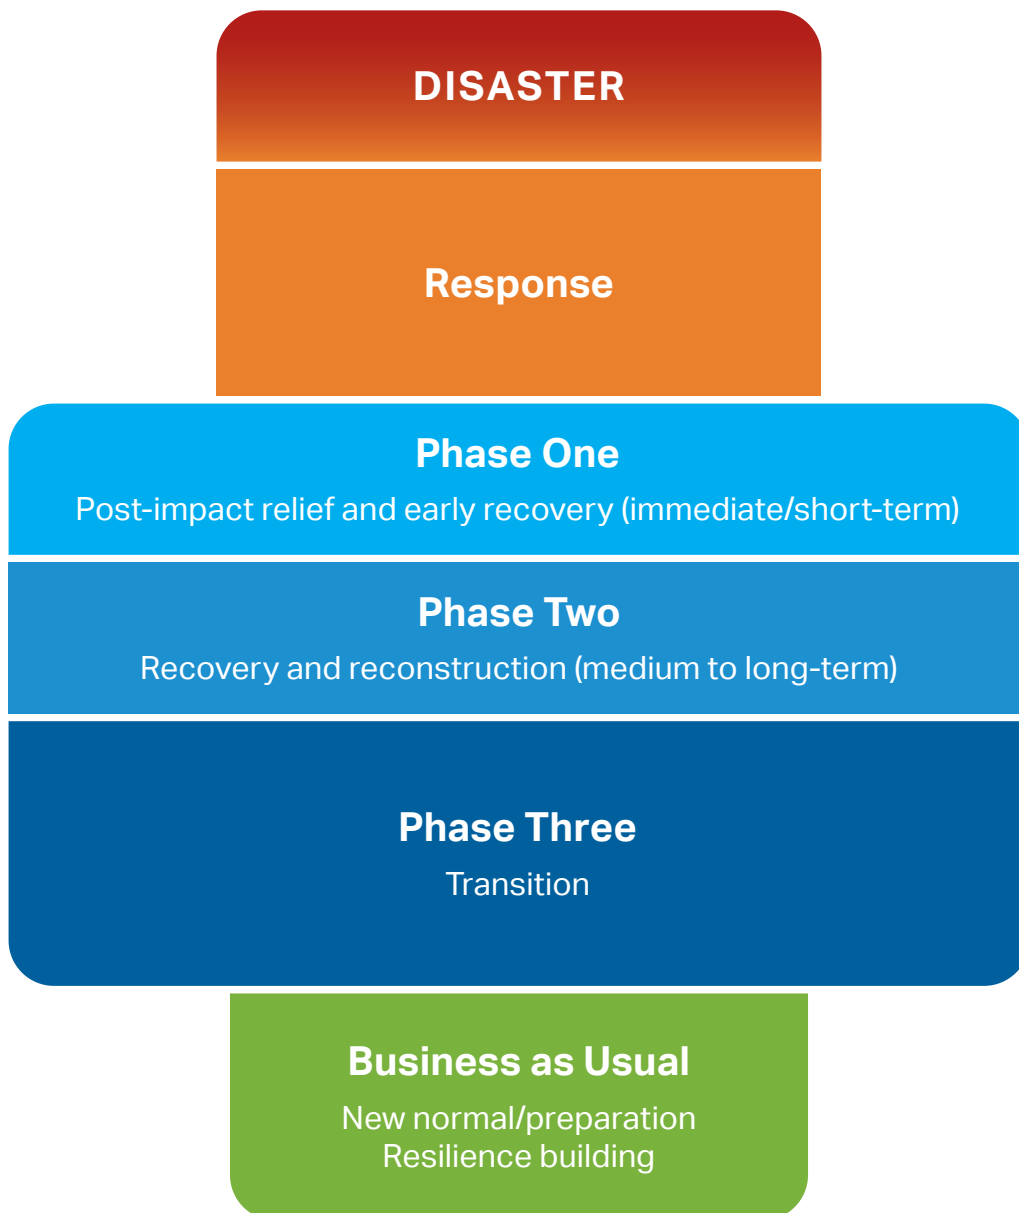 DISASTER
Response
Phase One
Post-impact relief and early recovery (immediate/short-term)
Phase Two
Recovery and reconstruction (medium to long-term)
Phase Three
Transition
Business as Usual
New normal/preparation
Resilience building